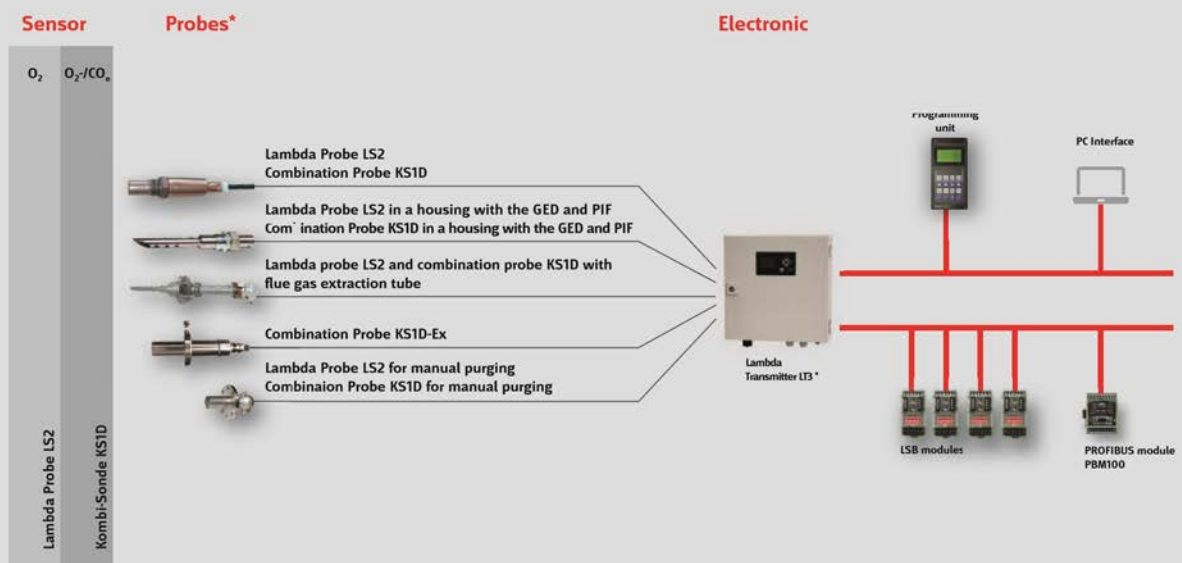 Sensor
Probes*
Electronic
O₂
O₂-/COₑ
Programming
unit
PC Interface
Lambda Probe LS2
Combination Probe KS1D
Lambda Probe LS2 in a housing with the GED and PIF
Com ination Probe KS1D in a housing with the GED and PIF
Lambda probe LS2 and combination probe KS1D with
flue gas extraction tube
Combination Probe KS1D-Ex
Lambda Probe LS2 for manual purging
Combinaion Probe KS1D for manual purging
Lambda
Transmitter LT3 *
LSB modules
PROFIBUS module
PBM100
Lambda Probe LS2
Kombi-Sonde KS1D